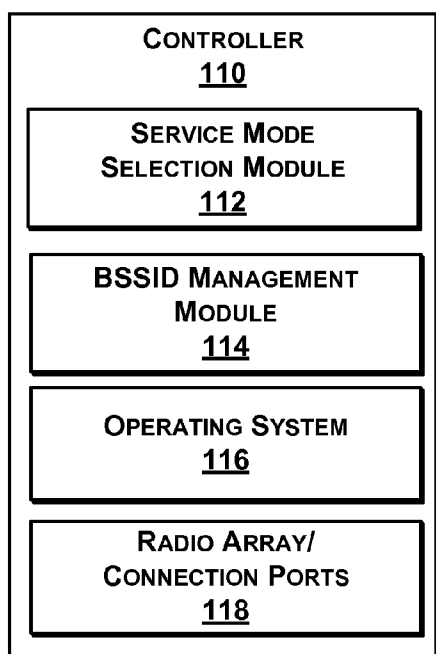 CONTROLLER
110
SERVICE MODE
SELECTION MODULE
112
BSSID MANAGEMENT
MODULE
114
OPERATING SYSTEM
116
RADIO ARRAY/
CONNECTION PORTS
118